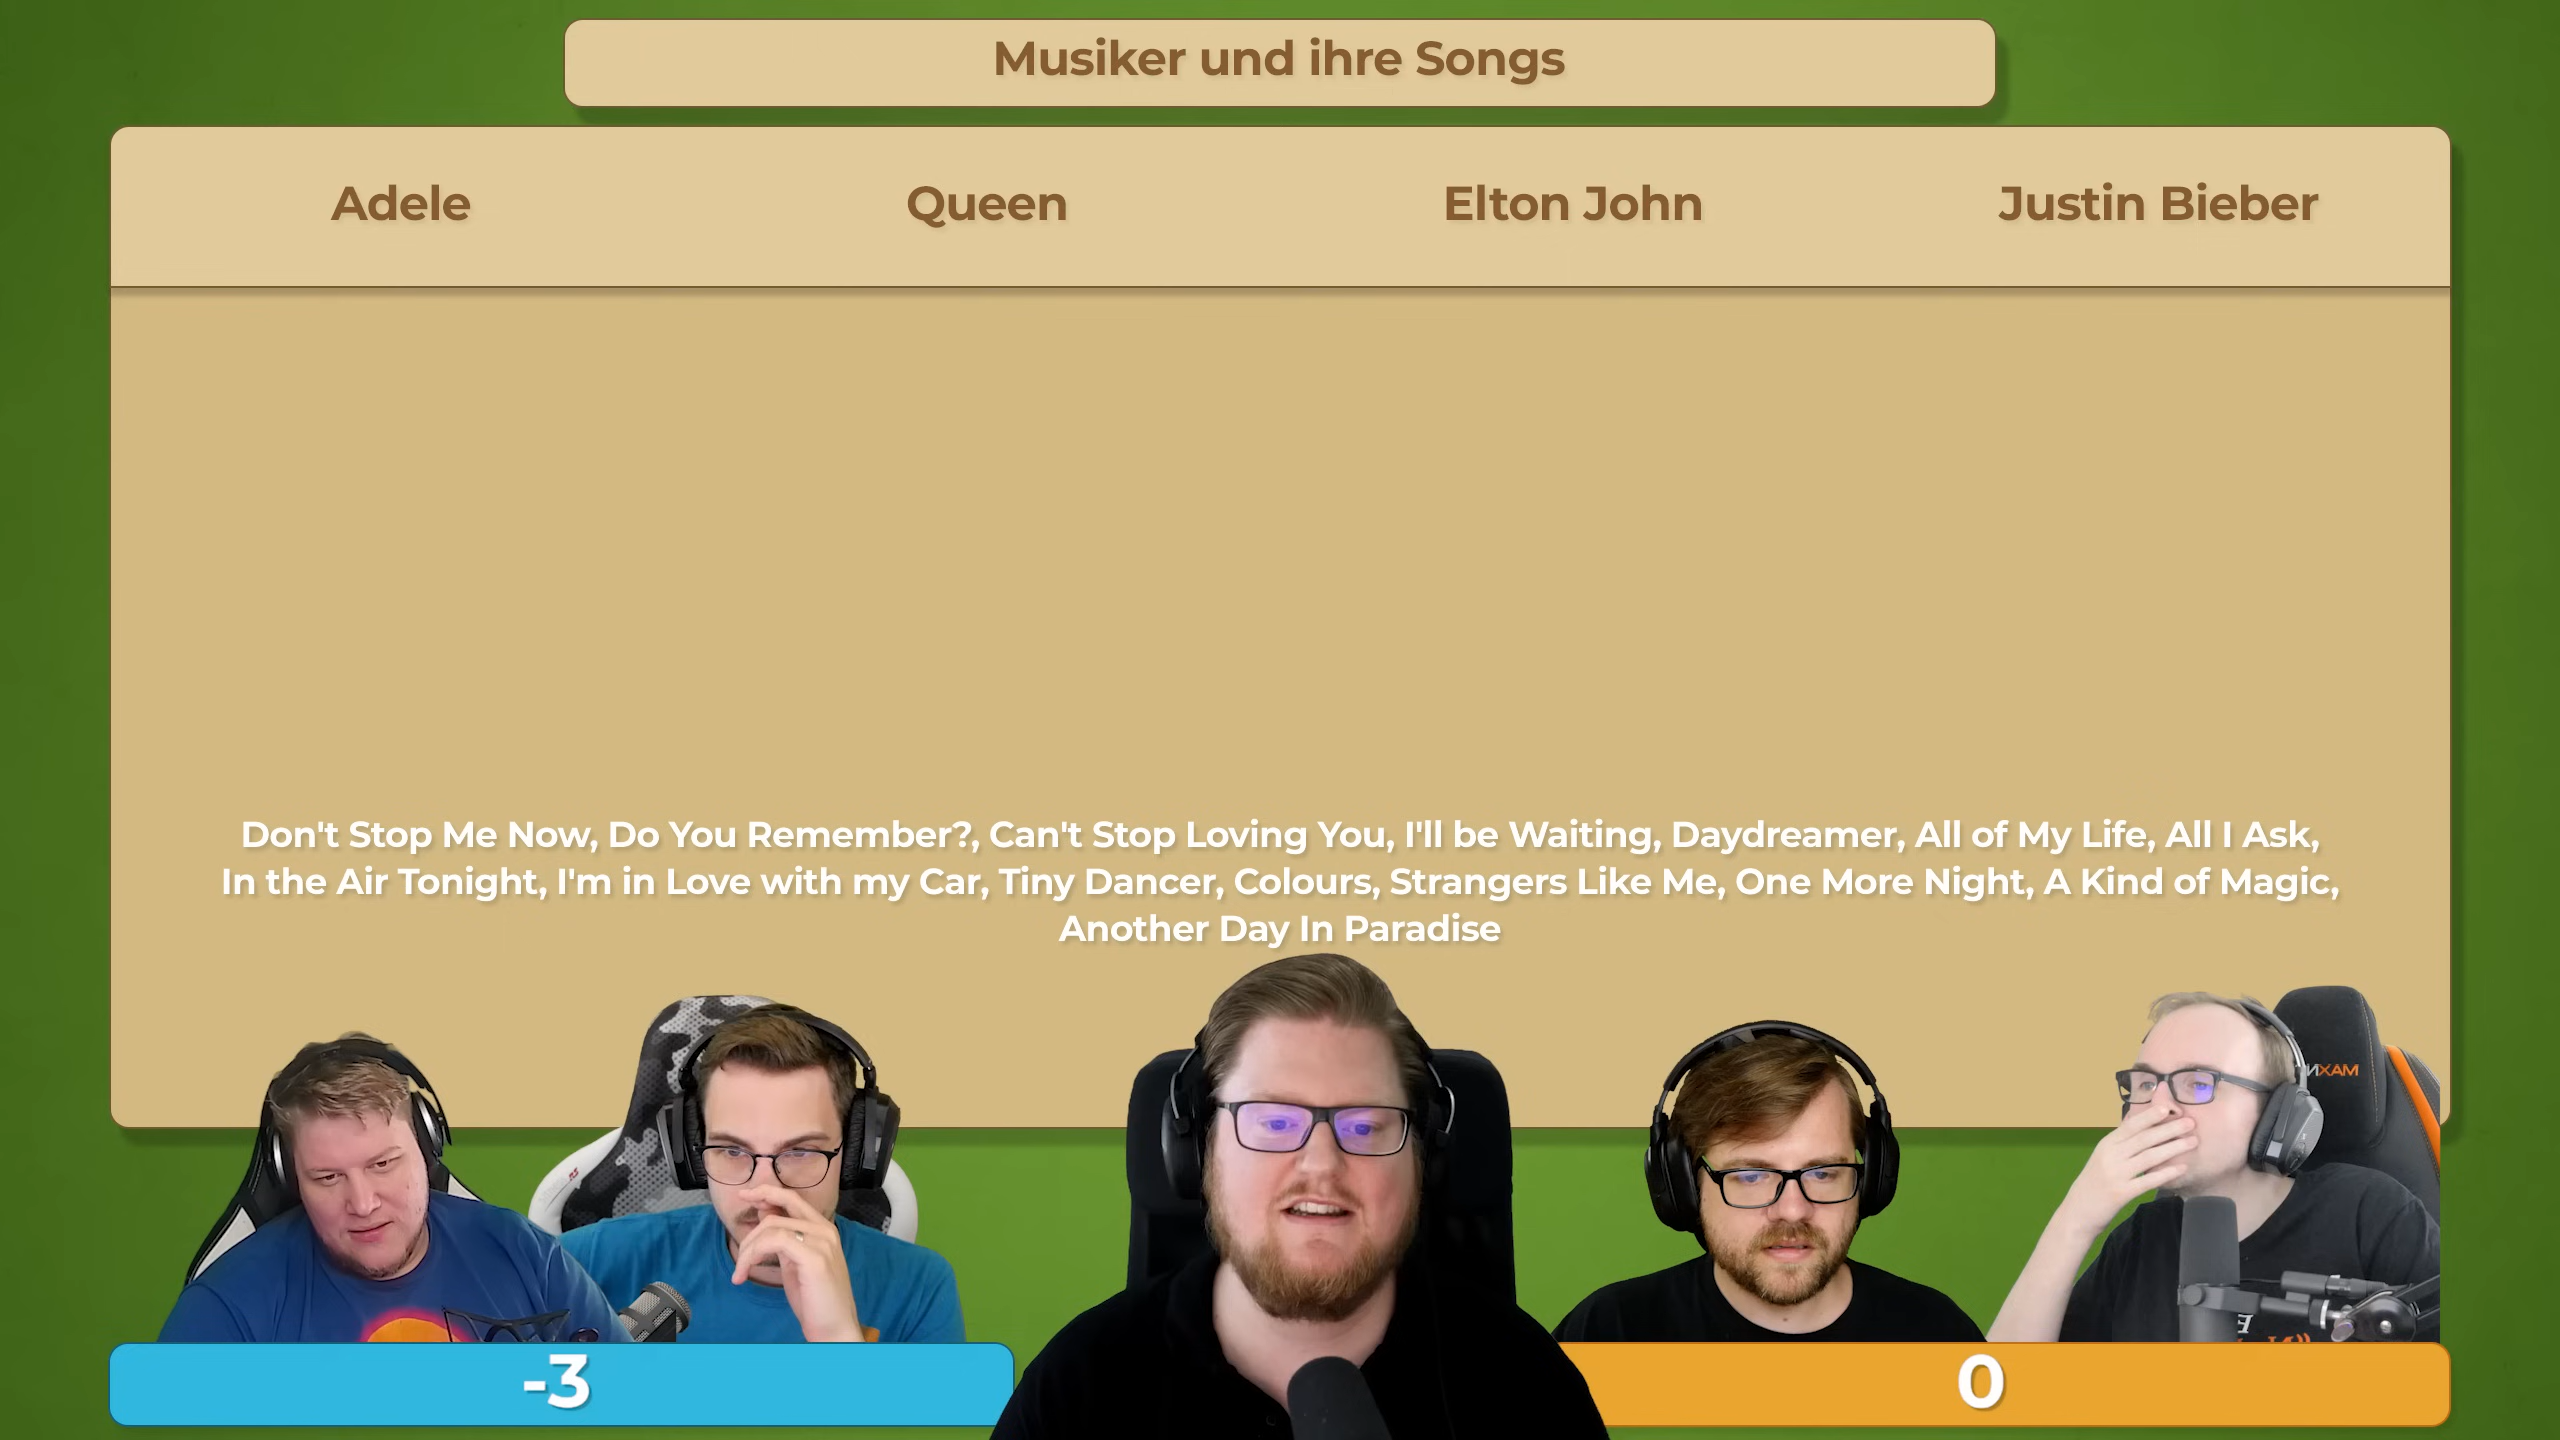 Musiker und ihre Songs
Adele Queen Elton John Justin Bieber
Don't Stop Me Now, Do You Remember?, Can't Stop Loving You, I'll be Waiting, Daydreamer, All of My Life, All I Ask,
In the Air Tonight, I'm in Love with my Car, Tiny Dancer, Colours, Strangers Like Me, One More Night, A Kind of Magic,
Another Day In Paradise
-3
0